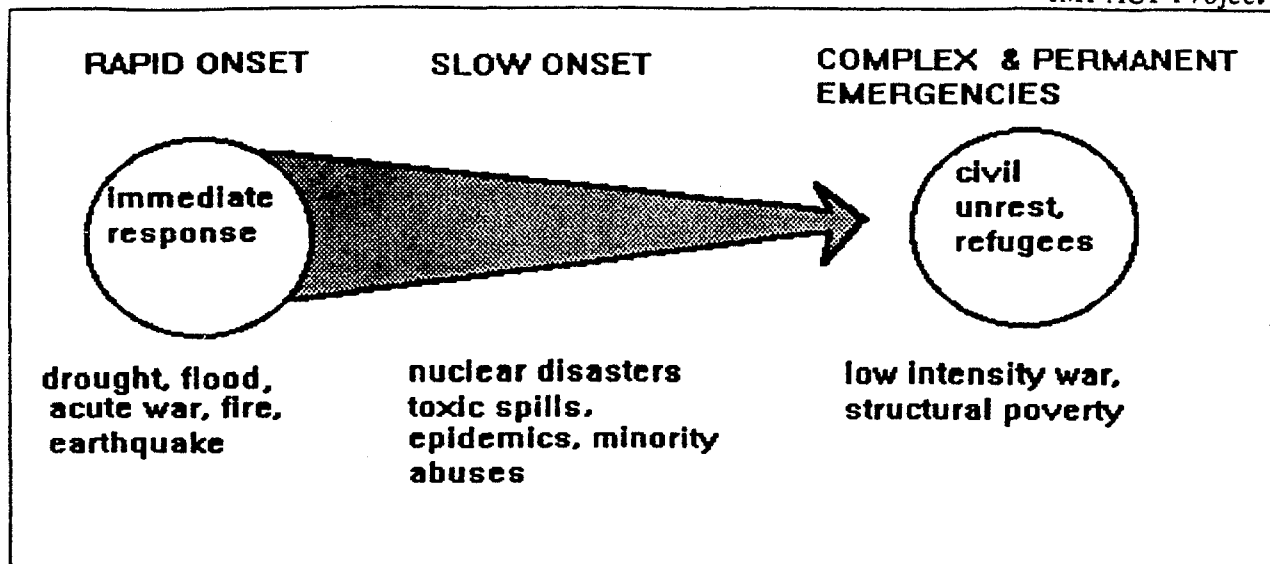 RAPID ONSET
SLOW ONSET
COMPLEX & PERMANENT
EMERGENCIES
immediate
response
civil
unrest,
refugees
drought, flood,
acute war, fire,
earthquake
nuclear disasters
toxic spills,
epidemics, minority
abuses
low intensity war,
structural poverty